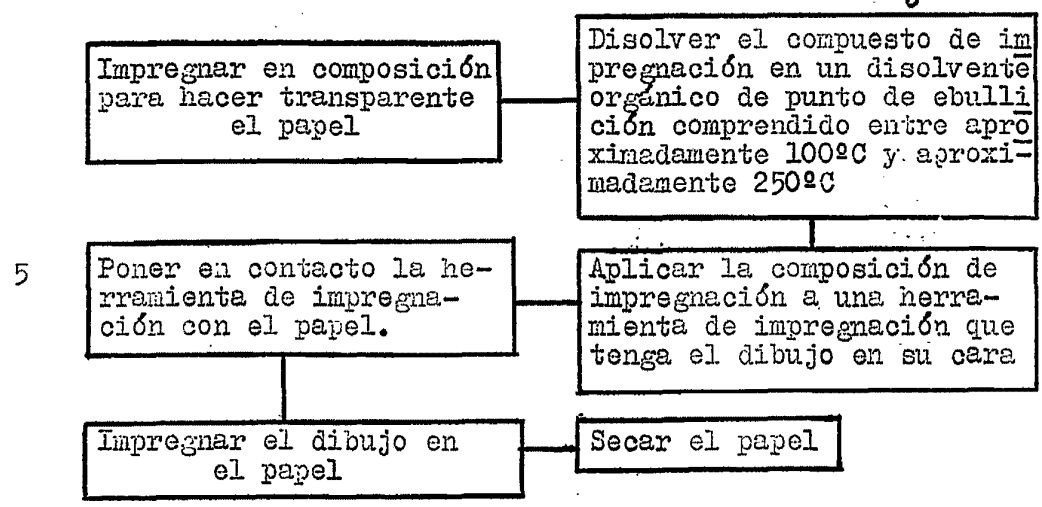 Impregnar en composición
para hacer transparente
el papel
Disolver el compuesto de im
pregnación en un disolvente
orgánico de punto de ebulli
ción comprendido entre apro
ximadamente 100ºC y aproxi-
madamente 250ºC
5
Poner en contacto la he-
rramienta de impregna-
ción con el papel.
Aplicar la composición de
impregnación a una herra-
mienta de impregnación que
tenga el dibujo en su cara
Impregnar el dibujo en
el papel
Secar el papel